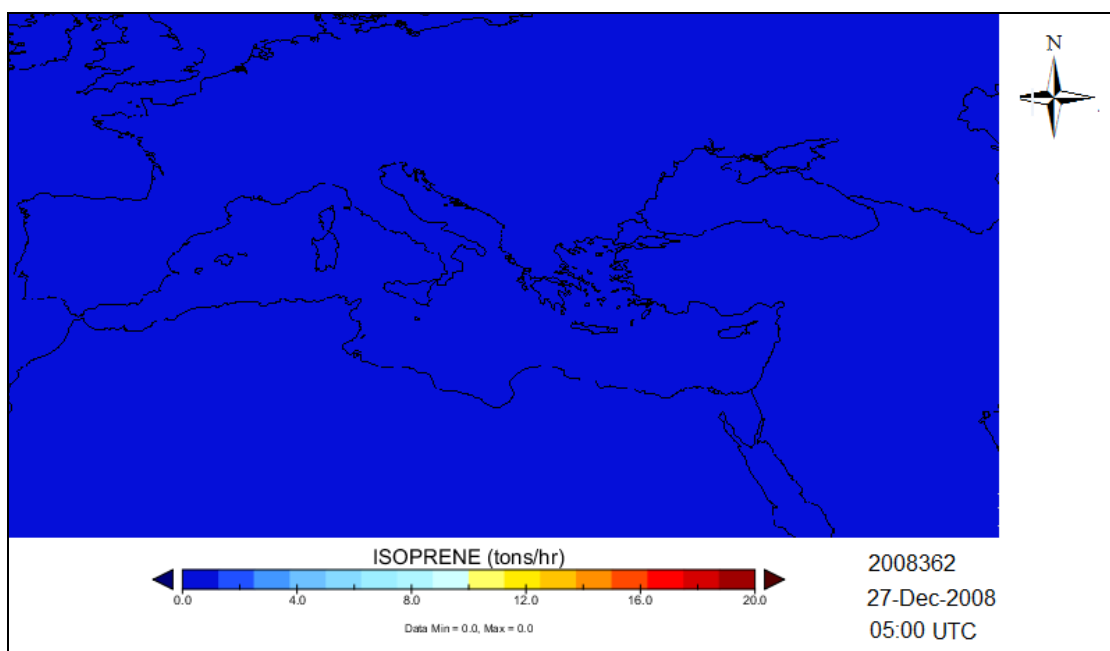 N
ISOPRENE (tons/hr)
0.0 4.0 8.0 12.0 16.0 20.0
Data Min = 0.0, Max = 0.0
2008362
27-Dec-2008
05:00 UTC